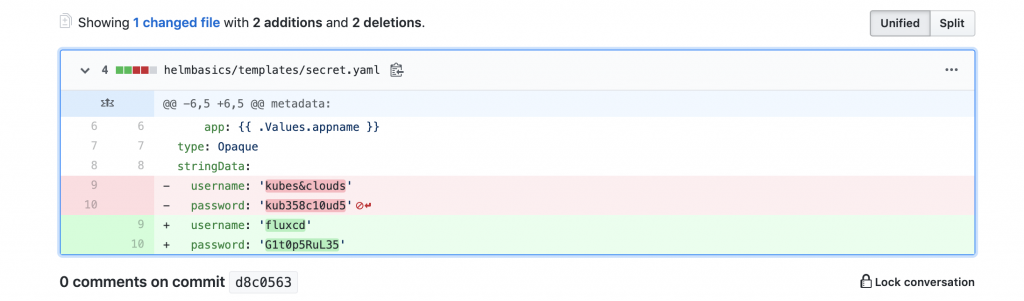 Showing 1 changed file with 2 additions and 2 deletions.
Unified Split
4 helmbasics/templates/secret.yaml
@@ -6,5 +6,5 @@ metadata:
6 6 app: {{ .Values.appname }}
7 7 type: Opaque
8 8 stringData:
9 - username: 'kubes&clouds'
10 - password: 'kub358c10ud5'
9 + username: 'fluxcd'
10 + password: 'G1t0p5RuL35'
0 comments on commit d8c0563
Lock conversation